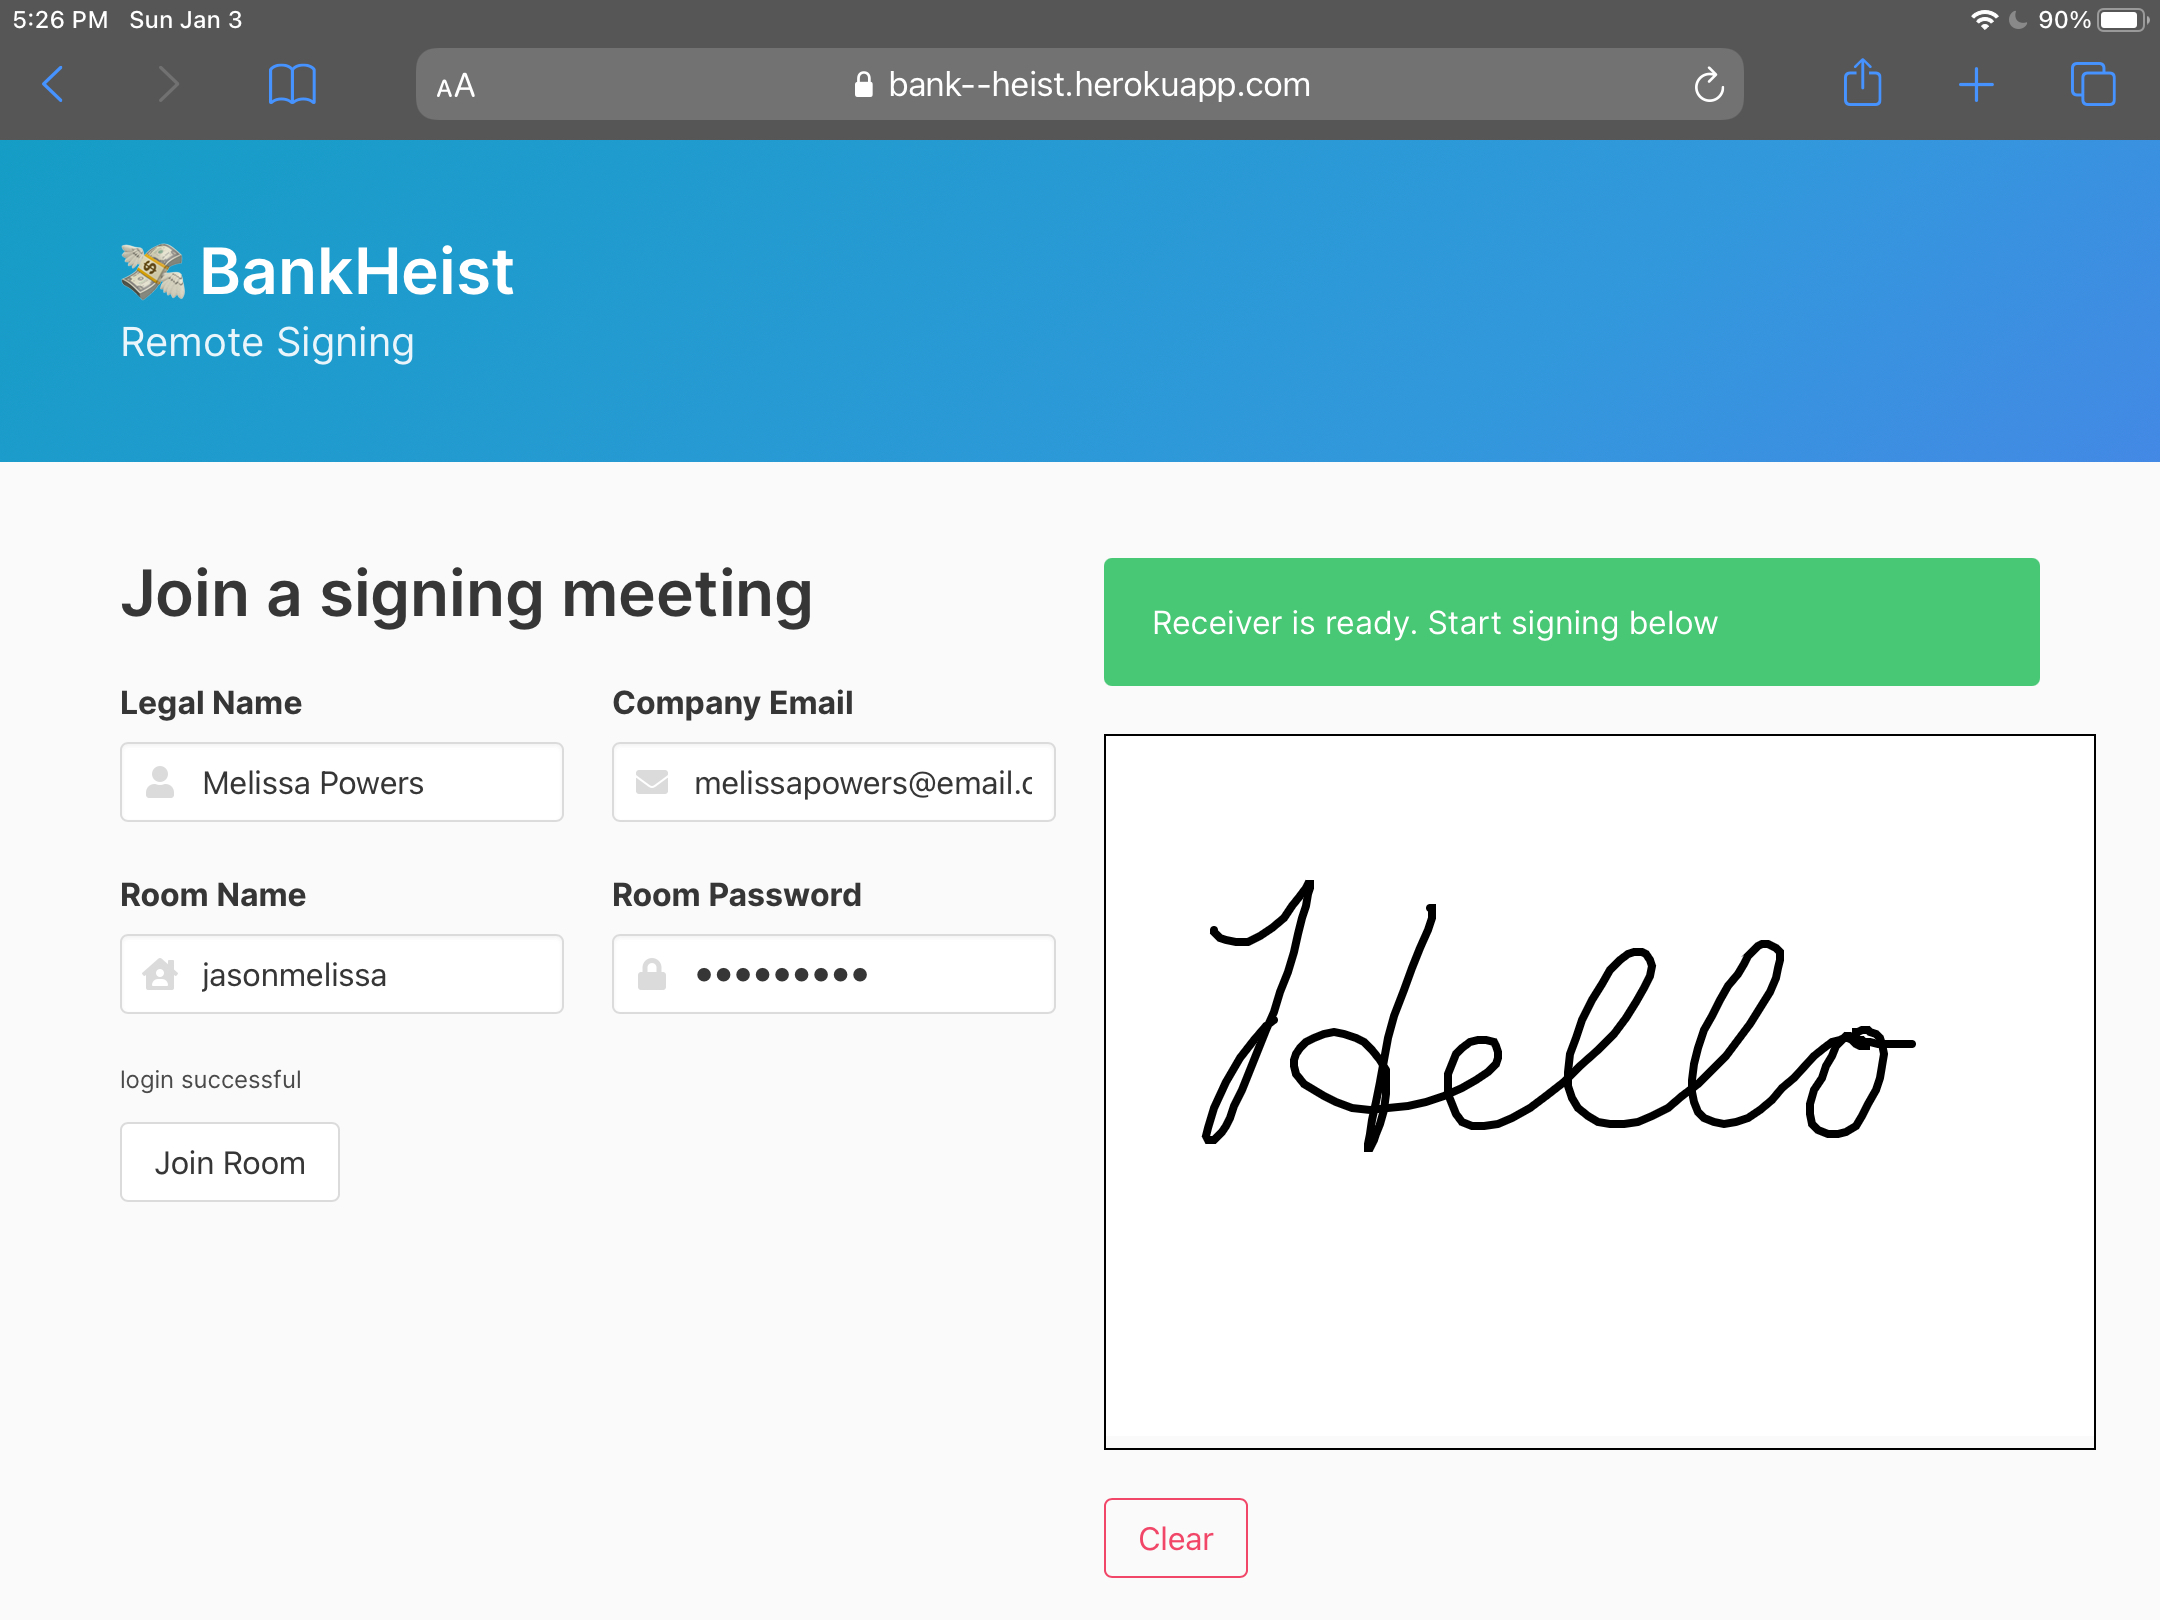 5:26 PM Sun Jan 3
90%
AA
bank--heist.herokuapp.com
BankHeist
Remote Signing
Join a signing meeting
Legal Name
Company Email
Melissa Powers
melissapowers@email.c
Room Name
Room Password
jasonmelissa
•••••••••
login successful
Join Room
Receiver is ready. Start signing below
Hello
Clear